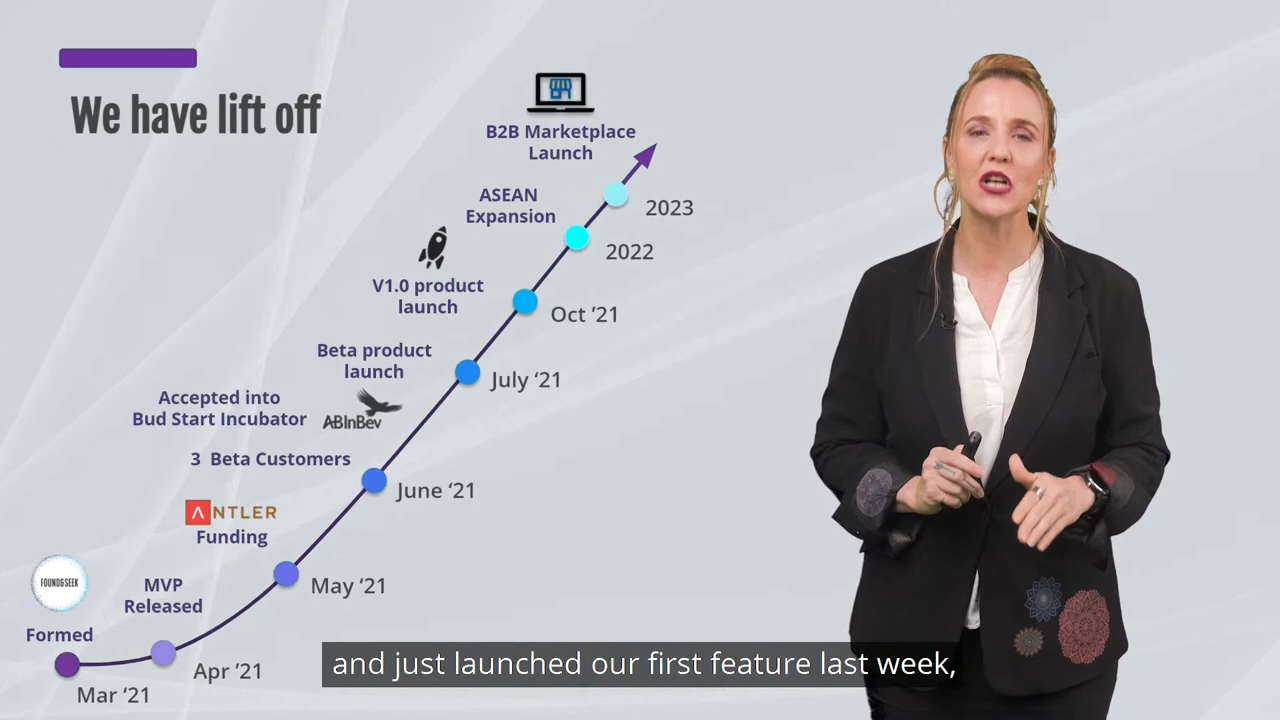 We have lift off
B2B Marketplace
Launch
2023
ASEAN
Expansion
2022
V1.0 product
launch
Oct ‘21
Beta product
launch
July ‘21
Accepted into
Bud Start Incubator
ABInBev
3 Beta Customers
June ‘21
ANTLER
Funding
May ‘21
FOUND&SEEK
MVP
Released
Apr ’21
Formed
Mar ‘21
and just launched our first feature last week,